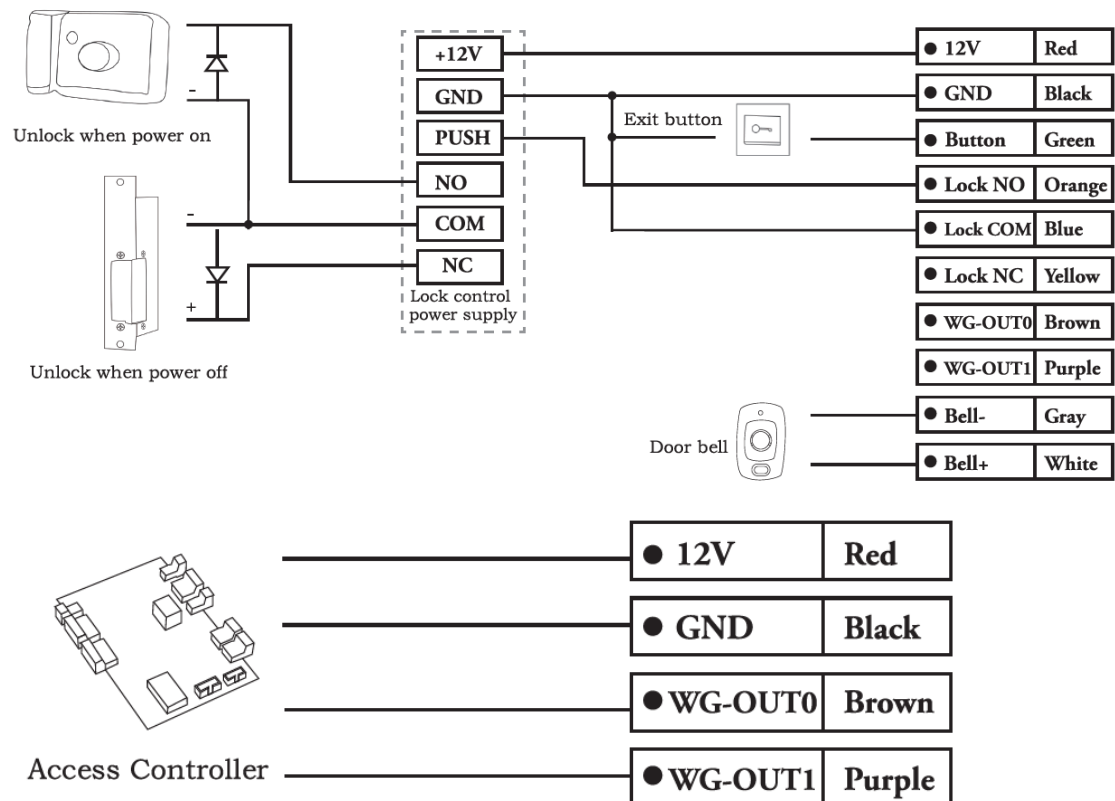 Unlock when power on
-
-
+
Unlock when power off
+12V
GND
PUSH
NO
COM
NC
Lock control
power supply
Exit button
Door bell
12V Red
GND Black
Button Green
Lock NO Orange
Lock COM Blue
Lock NC Yellow
WG-OUT0 Brown
WG-OUT1 Purple
Bell- Gray
Bell+ White
Access Controller
12V Red
GND Black
WG-OUT0 Brown
WG-OUT1 Purple